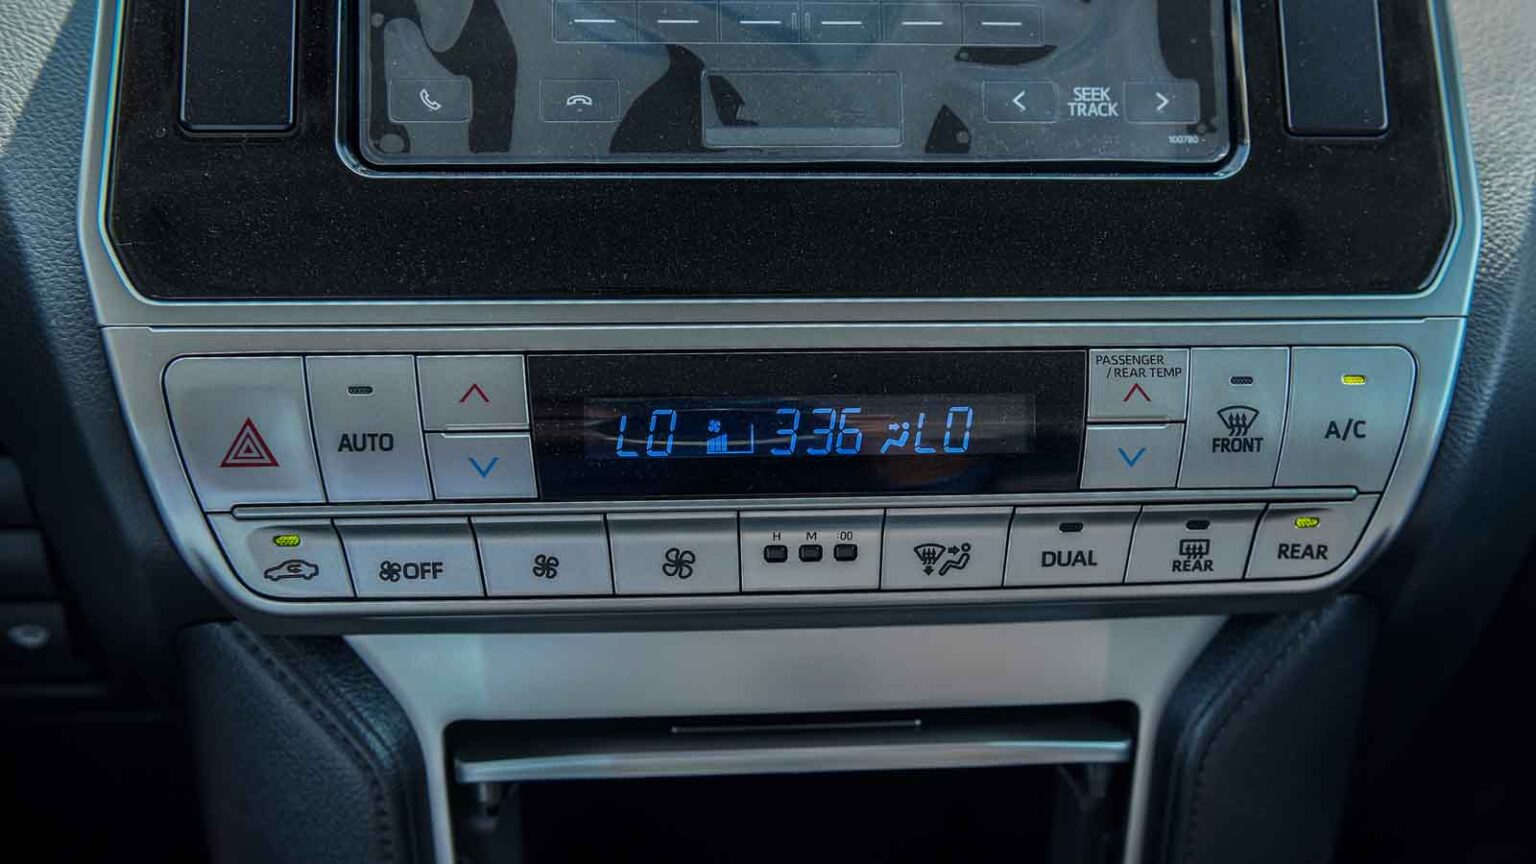 SEEK
TRACK
100780
PASSENGER
/ REAR TEMP
AUTO
LO 336 LO
FRONT
A/C
H M :00
OFF
DUAL
REAR
REAR